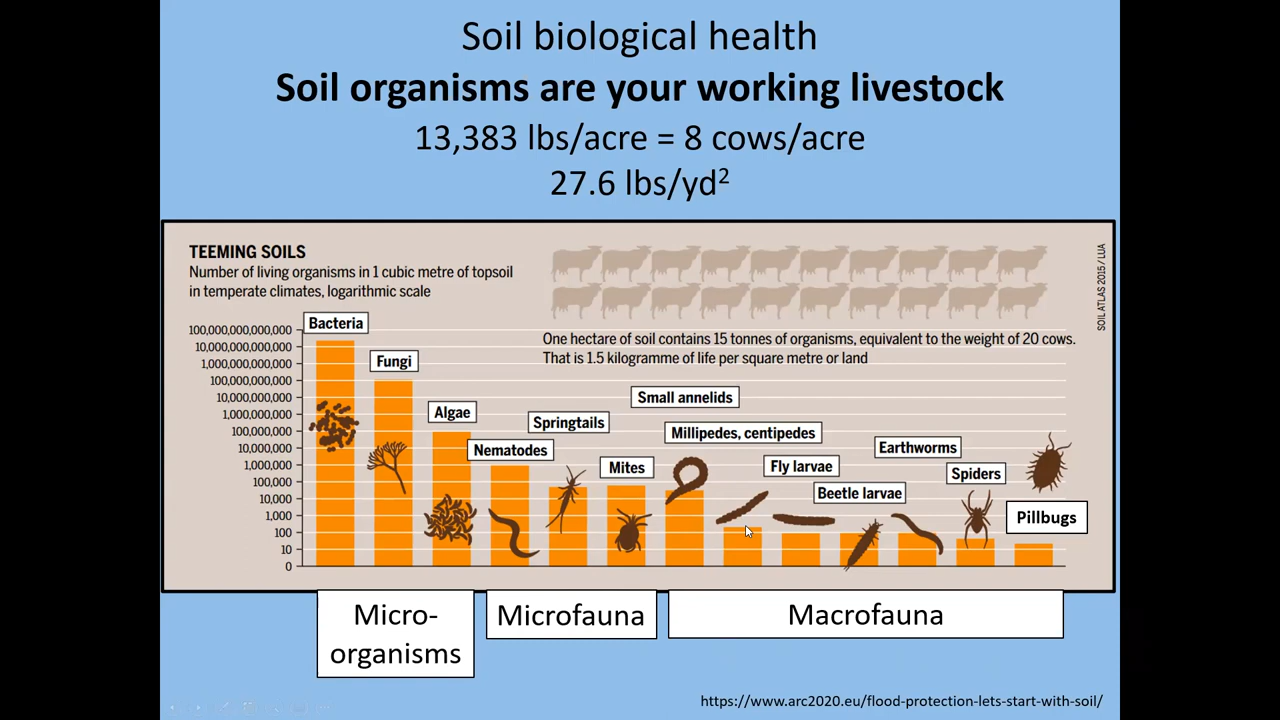 Soil biological health
Soil organisms are your working livestock
13,383 lbs/acre = 8 cows/acre
27.6 lbs/yd²
TEEMING SOILS
Number of living organisms in 1 cubic metre of topsoil
in temperate climates, logarithmic scale
SOIL ATLAS 2015 / LUA
One hectare of soil contains 15 tonnes of organisms, equivalent to the weight of 20 cows.
That is 1.5 kilogramme of life per square metre or land
100,000,000,000,000
10,000,000,000,000
1,000,000,000,000
100,000,000,000
10,000,000,000
1,000,000,000
100,000,000
10,000,000
1,000,000
100,000
10,000
1,000
100
10
0
Bacteria
Fungi
Algae
Nematodes
Springtails
Mites
Small annelids
Millipedes, centipedes
Fly larvae
Beetle larvae
Earthworms
Spiders
Pillbugs
Micro-
organisms
Microfauna
Macrofauna
https://www.arc2020.eu/flood-protection-lets-start-with-soil/